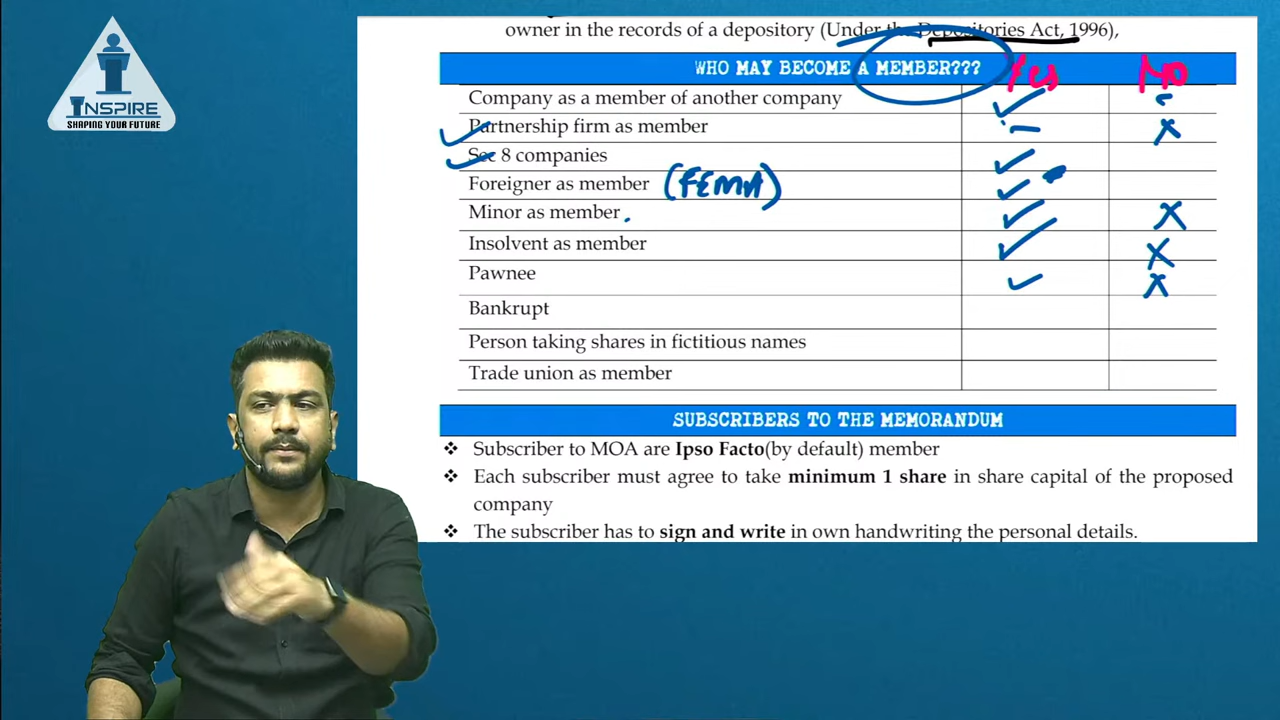 INSPIRE
SHAPING YOUR FUTURE
owner in the records of a depository (Under the Depositories Act, 1996),
WHO MAY BECOME A MEMBER??? Yes NO
Company as a member of another company
Partnership firm as member
Sec 8 companies
Foreigner as member (FEMA)
Minor as member
Insolvent as member
Pawnee
Bankrupt
Person taking shares in fictitious names
Trade union as member
SUBSCRIBERS TO THE MEMORANDUM
❖ Subscriber to MOA are Ipso Facto(by default) member
❖ Each subscriber must agree to take minimum 1 share in share capital of the proposed
company
❖ The subscriber has to sign and write in own handwriting the personal details.